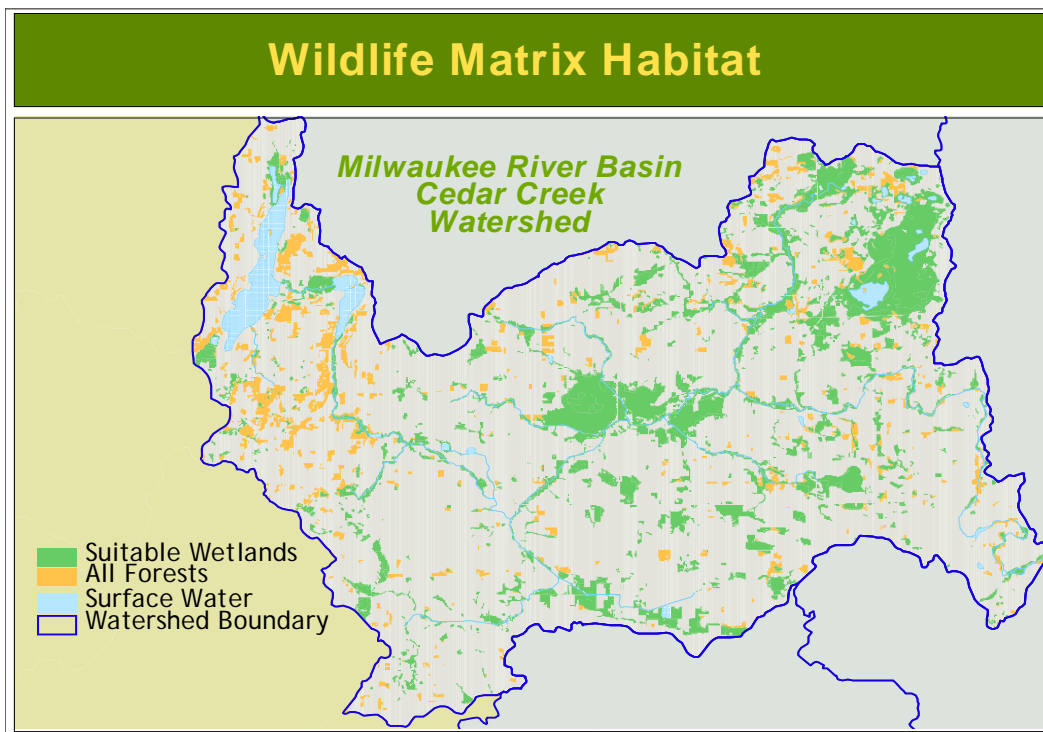 Wildlife Matrix Habitat
Milwaukee River Basin
Cedar Creek
Watershed
Suitable Wetlands
All Forests
Surface Water
Watershed Boundary